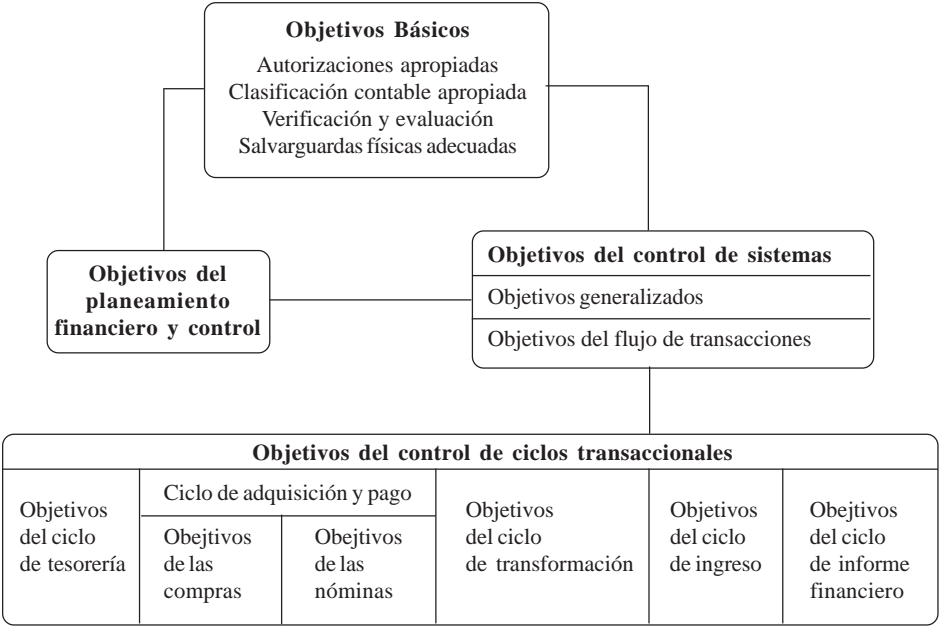 Objetivos Básicos
Autorizaciones apropiadas
Clasificación contable apropiada
Verificación y evaluación
Salvarguardas físicas adecuadas
Objetivos del
planeamiento
financiero y control
Objetivos del control de sistemas
Objetivos generalizados
Objetivos del flujo de transacciones
Objetivos del control de ciclos transaccionales
Objetivos
del ciclo
de tesorería
Ciclo de adquisición y pago
Obejtivos
de las
compras
Obejtivos
de las
nóminas
Objetivos
del ciclo
de transformación
Objetivos
del ciclo
de ingreso
Obejtivos
del ciclo
de informe
financiero